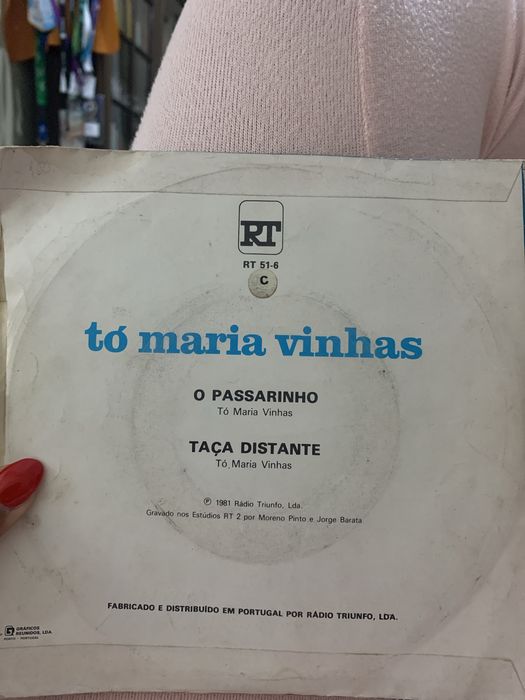 RT
RT 51-6
C
tó maria vinhas
O PASSARINHO
Tó Maria Vinhas
TAÇA DISTANTE
Tó Maria Vinhas
℗ 1981 Rádio Triunfo, Lda.
Gravado nos Estúdios RT 2 por Moreno Pinto e Jorge Barata
FABRICADO E DISTRIBUÍDO EM PORTUGAL POR RÁDIO TRIUNFO, LDA.
GRÁFICOS
REUNIDOS, LDA
PORTO - PORTUGAL